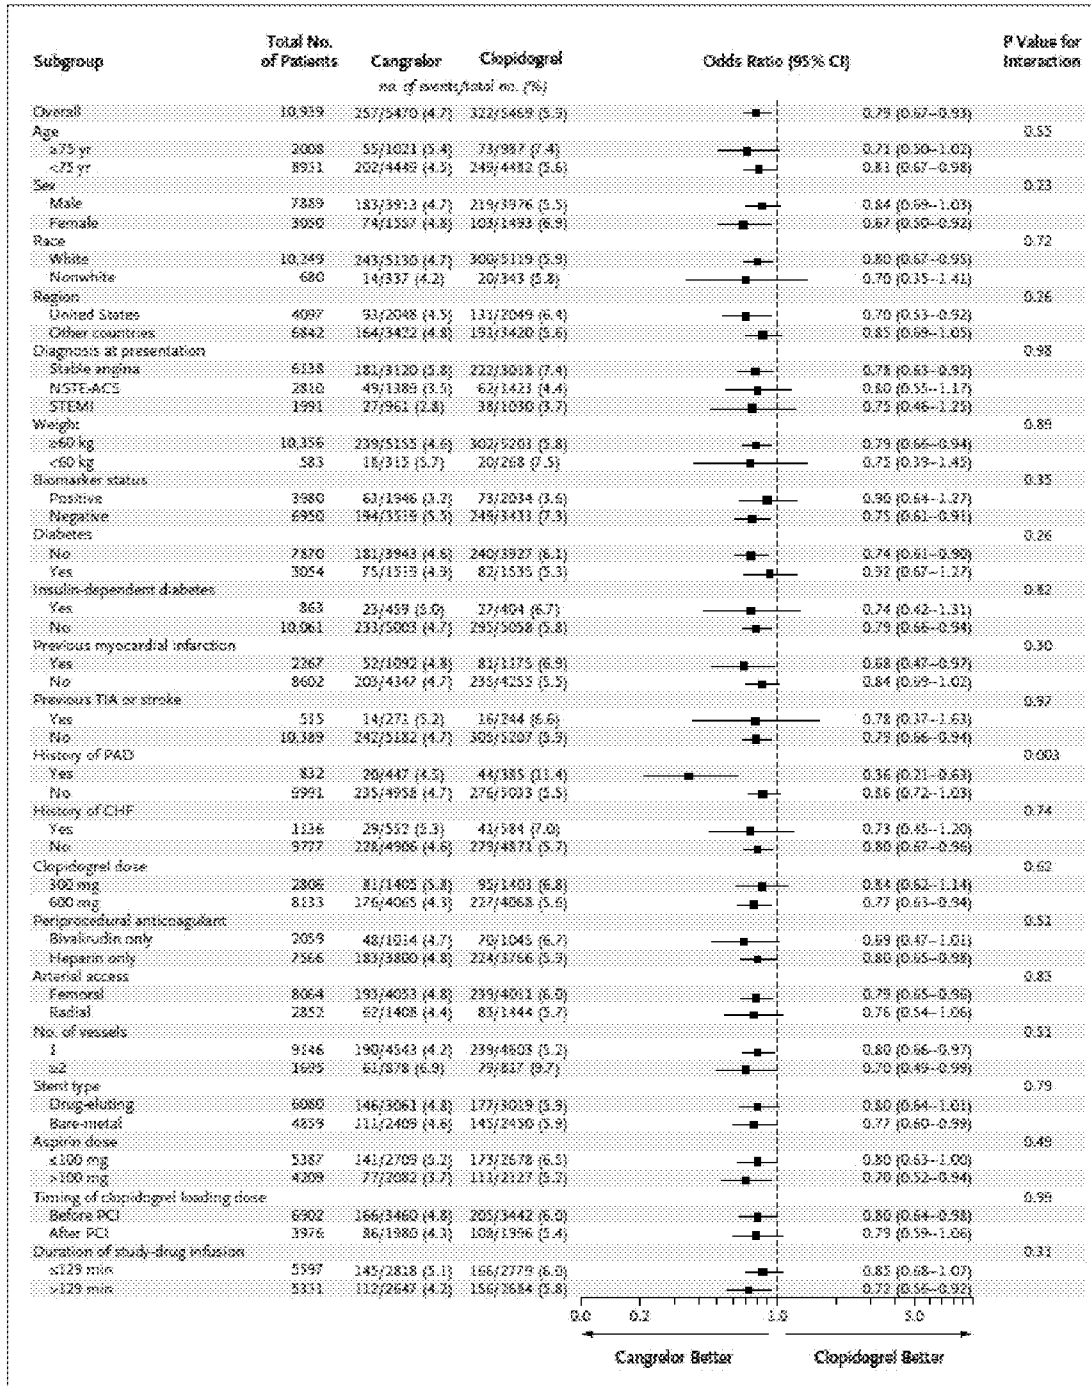 Subgroup Total No. of Patients Cangrelor Clopidogrel Odds Ratio (95% CI) P Value for Interaction
no. of events/total no. (%)
Overall 10,939 257/5470 (4.7) 322/5469 (5.9) 0.79 (0.67–0.93)
Age 0.55
≥75 yr 2008 55/1021 (5.4) 73/987 (7.4) 0.71 (0.50–1.02)
<75 yr 8931 202/4449 (4.5) 249/4482 (5.6) 0.81 (0.67–0.98)
Sex 0.23
Male 7889 183/3913 (4.7) 219/3976 (5.5) 0.84 (0.69–1.03)
Female 3050 74/1557 (4.8) 103/1493 (6.9) 0.67 (0.50–0.92)
Race 0.72
White 10,249 243/5130 (4.7) 300/5119 (5.9) 0.80 (0.67–0.95)
Nonwhite 680 14/337 (4.2) 20/343 (5.8) 0.70 (0.35–1.41)
Region 0.26
United States 4097 93/2048 (4.5) 131/2049 (6.4) 0.70 (0.53–0.92)
Other countries 6842 164/3422 (4.8) 191/3420 (5.6) 0.85 (0.69–1.05)
Diagnosis at presentation 0.98
Stable angina 6138 181/3120 (5.8) 222/3018 (7.4) 0.78 (0.63–0.95)
NSTE-ACS 2810 49/1389 (3.5) 62/1421 (4.4) 0.80 (0.55–1.17)
STEMI 1991 27/961 (2.8) 38/1030 (3.7) 0.75 (0.46–1.25)
Weight 0.89
≥60 kg 10,356 239/5155 (4.6) 302/5201 (5.8) 0.79 (0.66–0.94)
<60 kg 583 18/315 (5.7) 20/268 (7.5) 0.75 (0.39–1.45)
Biomarker status 0.35
Positive 3980 63/1946 (3.2) 73/2034 (3.6) 0.90 (0.64–1.27)
Negative 6950 194/3519 (5.5) 249/3431 (7.3) 0.75 (0.61–0.91)
Diabetes 0.26
No 7870 181/3943 (4.6) 240/3927 (6.1) 0.74 (0.61–0.90)
Yes 3054 75/1519 (4.9) 82/1535 (5.3) 0.92 (0.67–1.27)
Insulin-dependent diabetes 0.82
Yes 863 23/459 (5.0) 27/404 (6.7) 0.74 (0.42–1.31)
No 10,061 233/5003 (4.7) 295/5058 (5.8) 0.79 (0.66–0.94)
Previous myocardial infarction 0.30
Yes 2267 52/1092 (4.8) 81/1175 (6.9) 0.68 (0.47–0.97)
No 8602 203/4347 (4.7) 235/4255 (5.5) 0.84 (0.69–1.02)
Previous TIA or stroke 0.97
Yes 515 14/271 (5.2) 16/244 (6.6) 0.78 (0.37–1.63)
No 10,389 242/5182 (4.7) 305/5207 (5.9) 0.79 (0.66–0.94)
History of PAD 0.003
Yes 832 20/447 (4.5) 44/385 (11.4) 0.36 (0.21–0.63)
No 9991 235/4958 (4.7) 276/5033 (5.5) 0.86 (0.72–1.03)
History of CHF 0.74
Yes 1136 29/552 (5.3) 41/584 (7.0) 0.73 (0.45–1.20)
No 9777 228/4906 (4.6) 279/4871 (5.7) 0.80 (0.67–0.96)
Clopidogrel dose 0.62
300 mg 2806 81/1405 (5.8) 95/1401 (6.8) 0.84 (0.62–1.14)
600 mg 8133 176/4065 (4.3) 227/4068 (5.6) 0.77 (0.63–0.94)
Periprocedural anticoagulant 0.51
Bivalirudin only 2059 48/1014 (4.7) 70/1045 (6.7) 0.69 (0.47–1.01)
Heparin only 7566 183/3800 (4.8) 224/3766 (5.9) 0.80 (0.65–0.98)
Arterial access 0.83
Femoral 8064 193/4053 (4.8) 239/4011 (6.0) 0.79 (0.65–0.96)
Radial 2852 62/1408 (4.4) 83/1444 (5.7) 0.76 (0.54–1.06)
No. of vessels 0.51
1 9146 190/4543 (4.2) 239/4603 (5.2) 0.80 (0.66–0.97)
≥2 1695 61/878 (6.9) 79/817 (9.7) 0.70 (0.49–0.99)
Stent type 0.79
Drug-eluting 6080 146/3061 (4.8) 177/3019 (5.9) 0.80 (0.64–1.01)
Bare-metal 4859 111/2409 (4.6) 145/2450 (5.9) 0.77 (0.60–0.99)
Aspirin dose 0.49
≤100 mg 5387 141/2709 (5.2) 173/2678 (6.5) 0.80 (0.63–1.00)
>100 mg 4209 77/2082 (3.7) 111/2127 (5.2) 0.70 (0.52–0.94)
Timing of clopidogrel loading dose 0.99
Before PCI 6902 166/3460 (4.8) 205/3442 (6.0) 0.80 (0.64–0.98)
After PCI 3976 86/1980 (4.3) 108/1996 (5.4) 0.79 (0.59–1.06)
Duration of study-drug infusion 0.31
≤129 min 5597 145/2818 (5.1) 166/2779 (6.0) 0.85 (0.68–1.07)
>129 min 5331 112/2647 (4.2) 156/2684 (5.8) 0.72 (0.56–0.92)
0.0 0.2 1.0 5.0
Cangrelor Better Clopidogrel Better